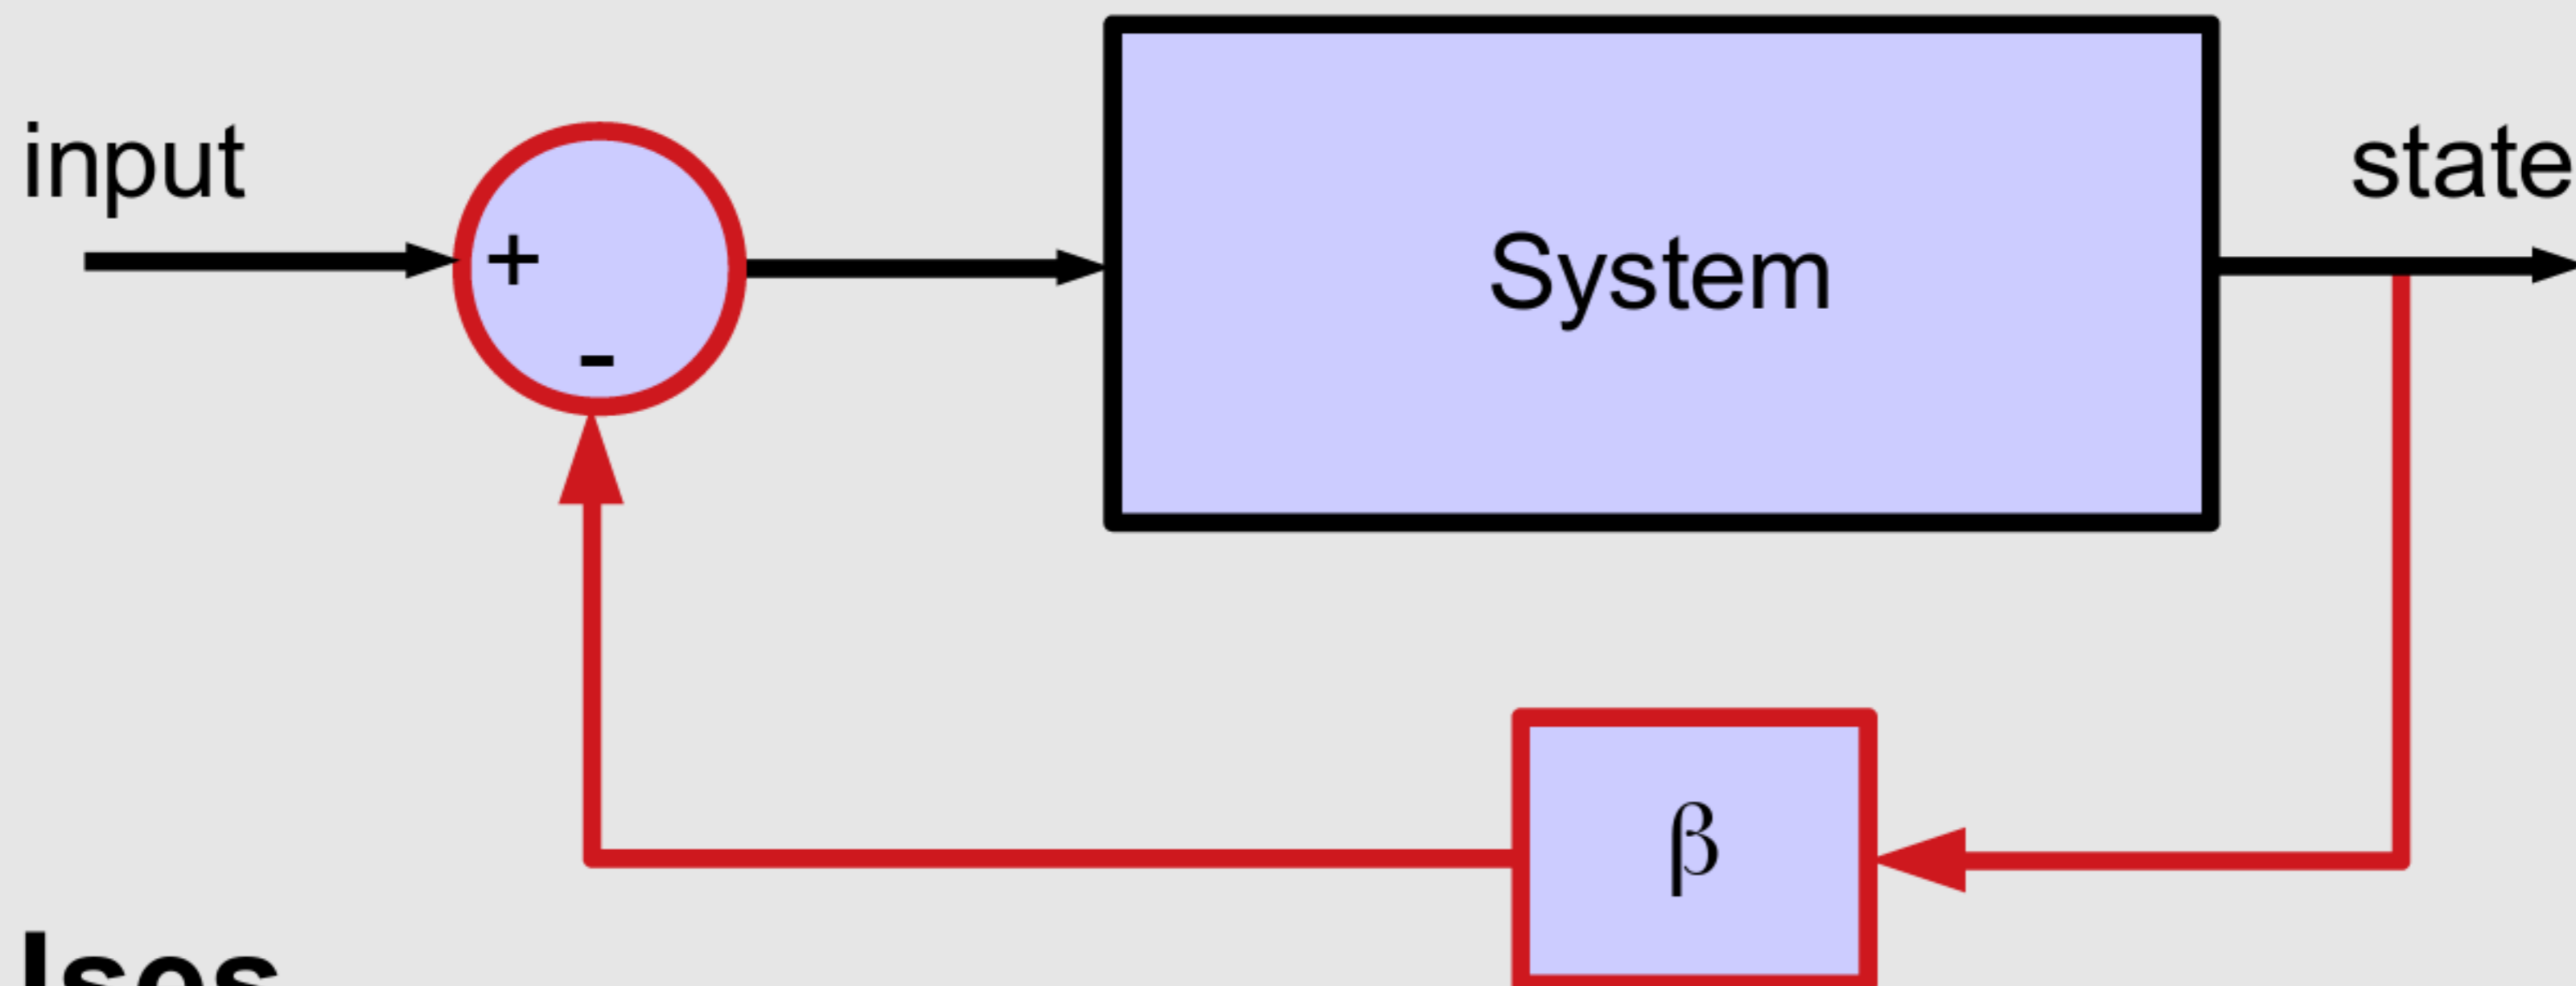 input
state
+
System
-
β